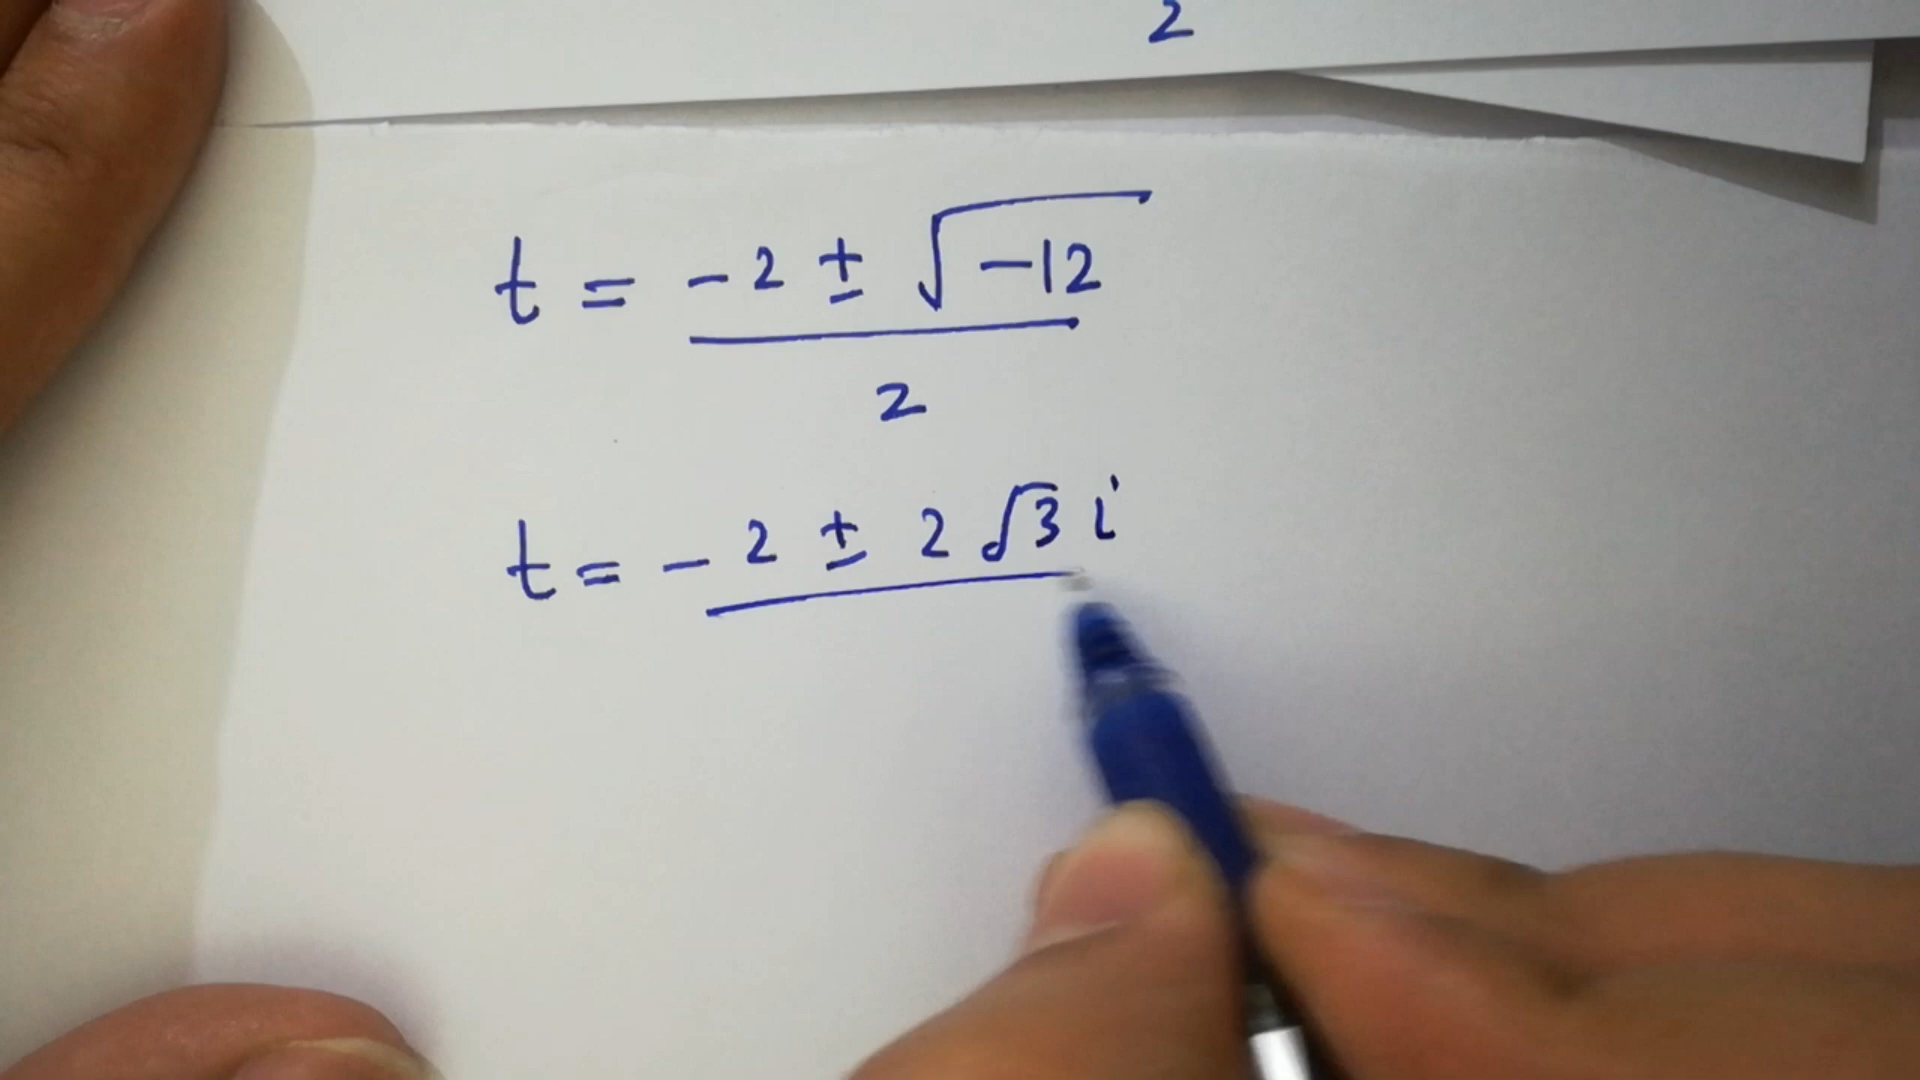 2
t = -2 ± √-12
2
t = -2 ± 2√3 i